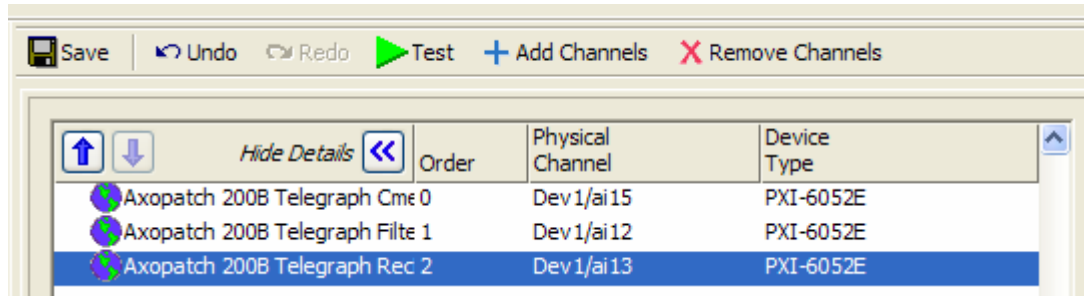 Save Undo Redo Test Add Channels Remove Channels
Hide Details Order Physical Channel Device Type
Axopatch 200B Telegraph Cme 0 Dev1/ai15 PXI-6052E
Axopatch 200B Telegraph Filte 1 Dev1/ai12 PXI-6052E
Axopatch 200B Telegraph Rec 2 Dev1/ai13 PXI-6052E